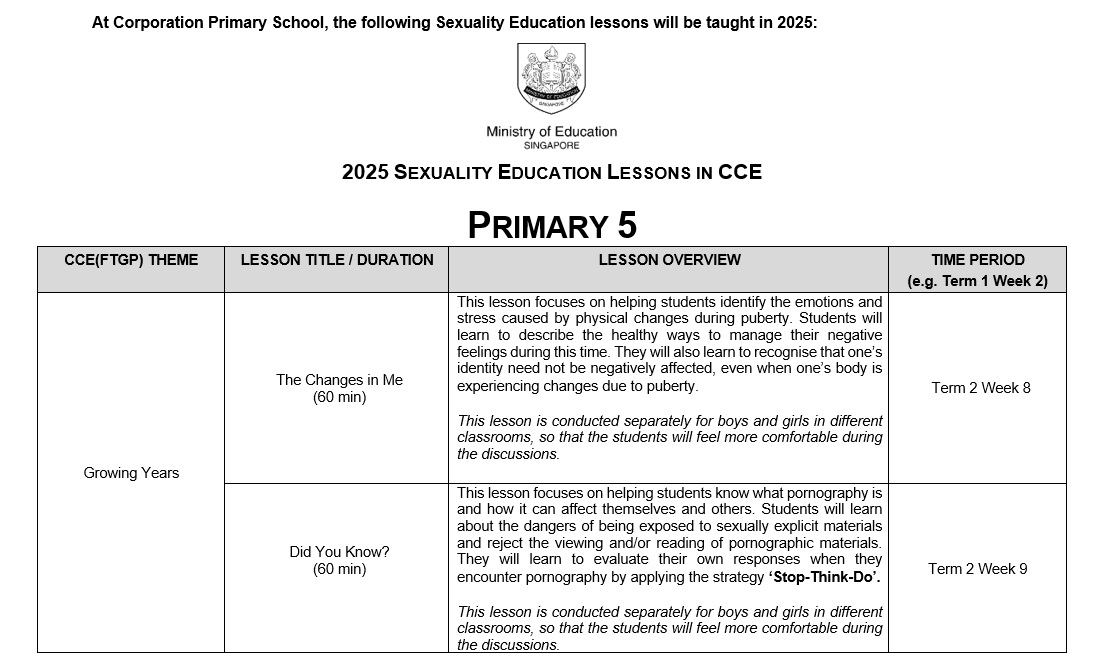 At Corporation Primary School, the following Sexuality Education lessons will be taught in 2025:
MINISTRY OF EDUCATION
SINGAPORE
Ministry of Education
SINGAPORE
2025 SEXUALITY EDUCATION LESSONS IN CCE
PRIMARY 5
CCE(FTGP) THEME
LESSON TITLE / DURATION
LESSON OVERVIEW
TIME PERIOD
(e.g. Term 1 Week 2)
Growing Years
The Changes in Me
(60 min)
This lesson focuses on helping students identify the emotions and
stress caused by physical changes during puberty. Students will
learn to describe the healthy ways to manage their negative
feelings during this time. They will also learn to recognise that one’s
identity need not be negatively affected, even when one’s body is
experiencing changes due to puberty.
This lesson is conducted separately for boys and girls in different
classrooms, so that the students will feel more comfortable during
the discussions.
Term 2 Week 8
Did You Know?
(60 min)
This lesson focuses on helping students know what pornography is
and how it can affect themselves and others. Students will learn
about the dangers of being exposed to sexually explicit materials
and reject the viewing and/or reading of pornographic materials.
They will learn to evaluate their own responses when they
encounter pornography by applying the strategy ‘Stop-Think-Do’.
This lesson is conducted separately for boys and girls in different
classrooms, so that the students will feel more comfortable during
the discussions.
Term 2 Week 9